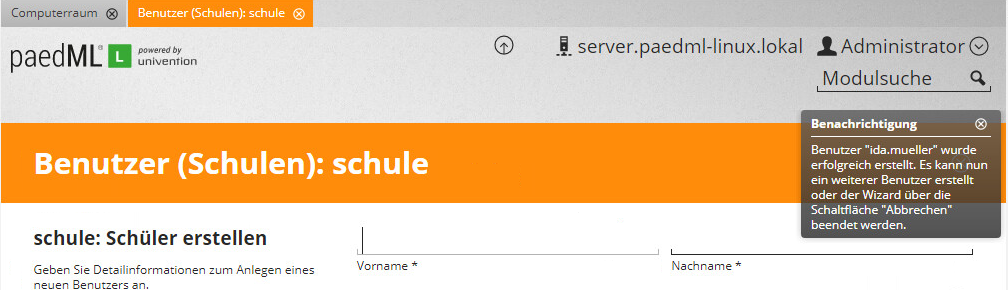 Computerraum
Benutzer (Schulen): schule
paedML® L powered by univention
server.paedml-linux.lokal
Administrator
Modulsuche
Benutzer (Schulen): schule
Benachrichtigung
Benutzer "ida.mueller" wurde
erfolgreich erstellt. Es kann nun
ein weiterer Benutzer erstellt
oder der Wizard über die
Schaltfläche "Abbrechen"
beendet werden.
schule: Schüler erstellen
Geben Sie Detailinformationen zum Anlegen eines
neuen Benutzers an.
Vorname *
Nachname *